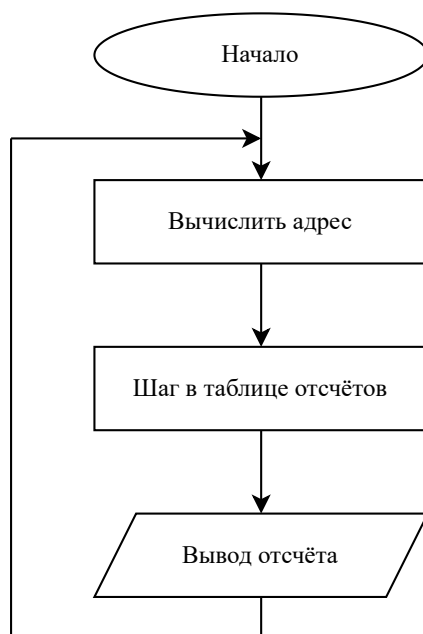 Начало
Вычислить адрес
Шаг в таблице отсчётов
Вывод отсчёта